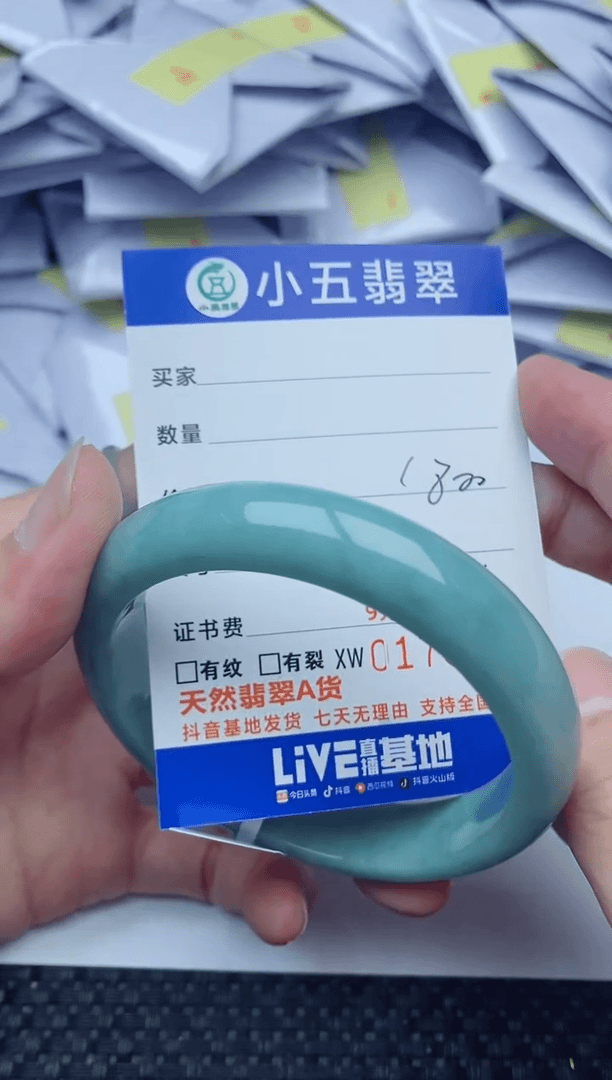 小五翡翠
买家
数量
证书费
有纹 有裂 XW 017
天然翡翠A货
抖音基地发货 七天无理由 支持全国
LiVE直播基地
今日头条 抖音 西瓜视频 抖音火山版